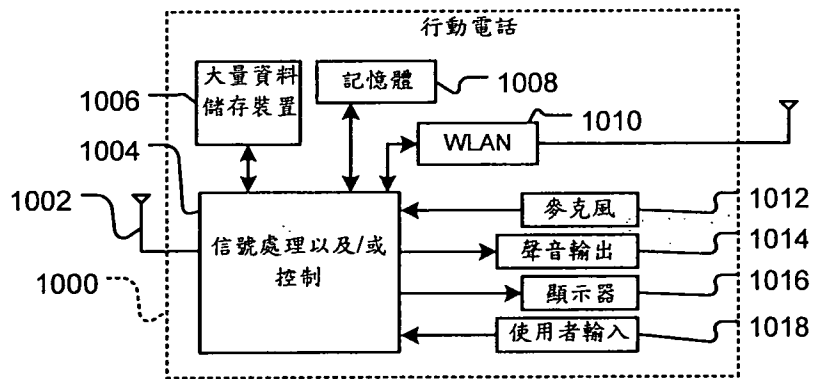 行動電話
大量資料
儲存裝置
1006
記憶體
1008
1004
WLAN
1010
1002
信號處理以及/或
控制
麥克風
1012
聲音輸出
1014
1000
顯示器
1016
使用者輸入
1018